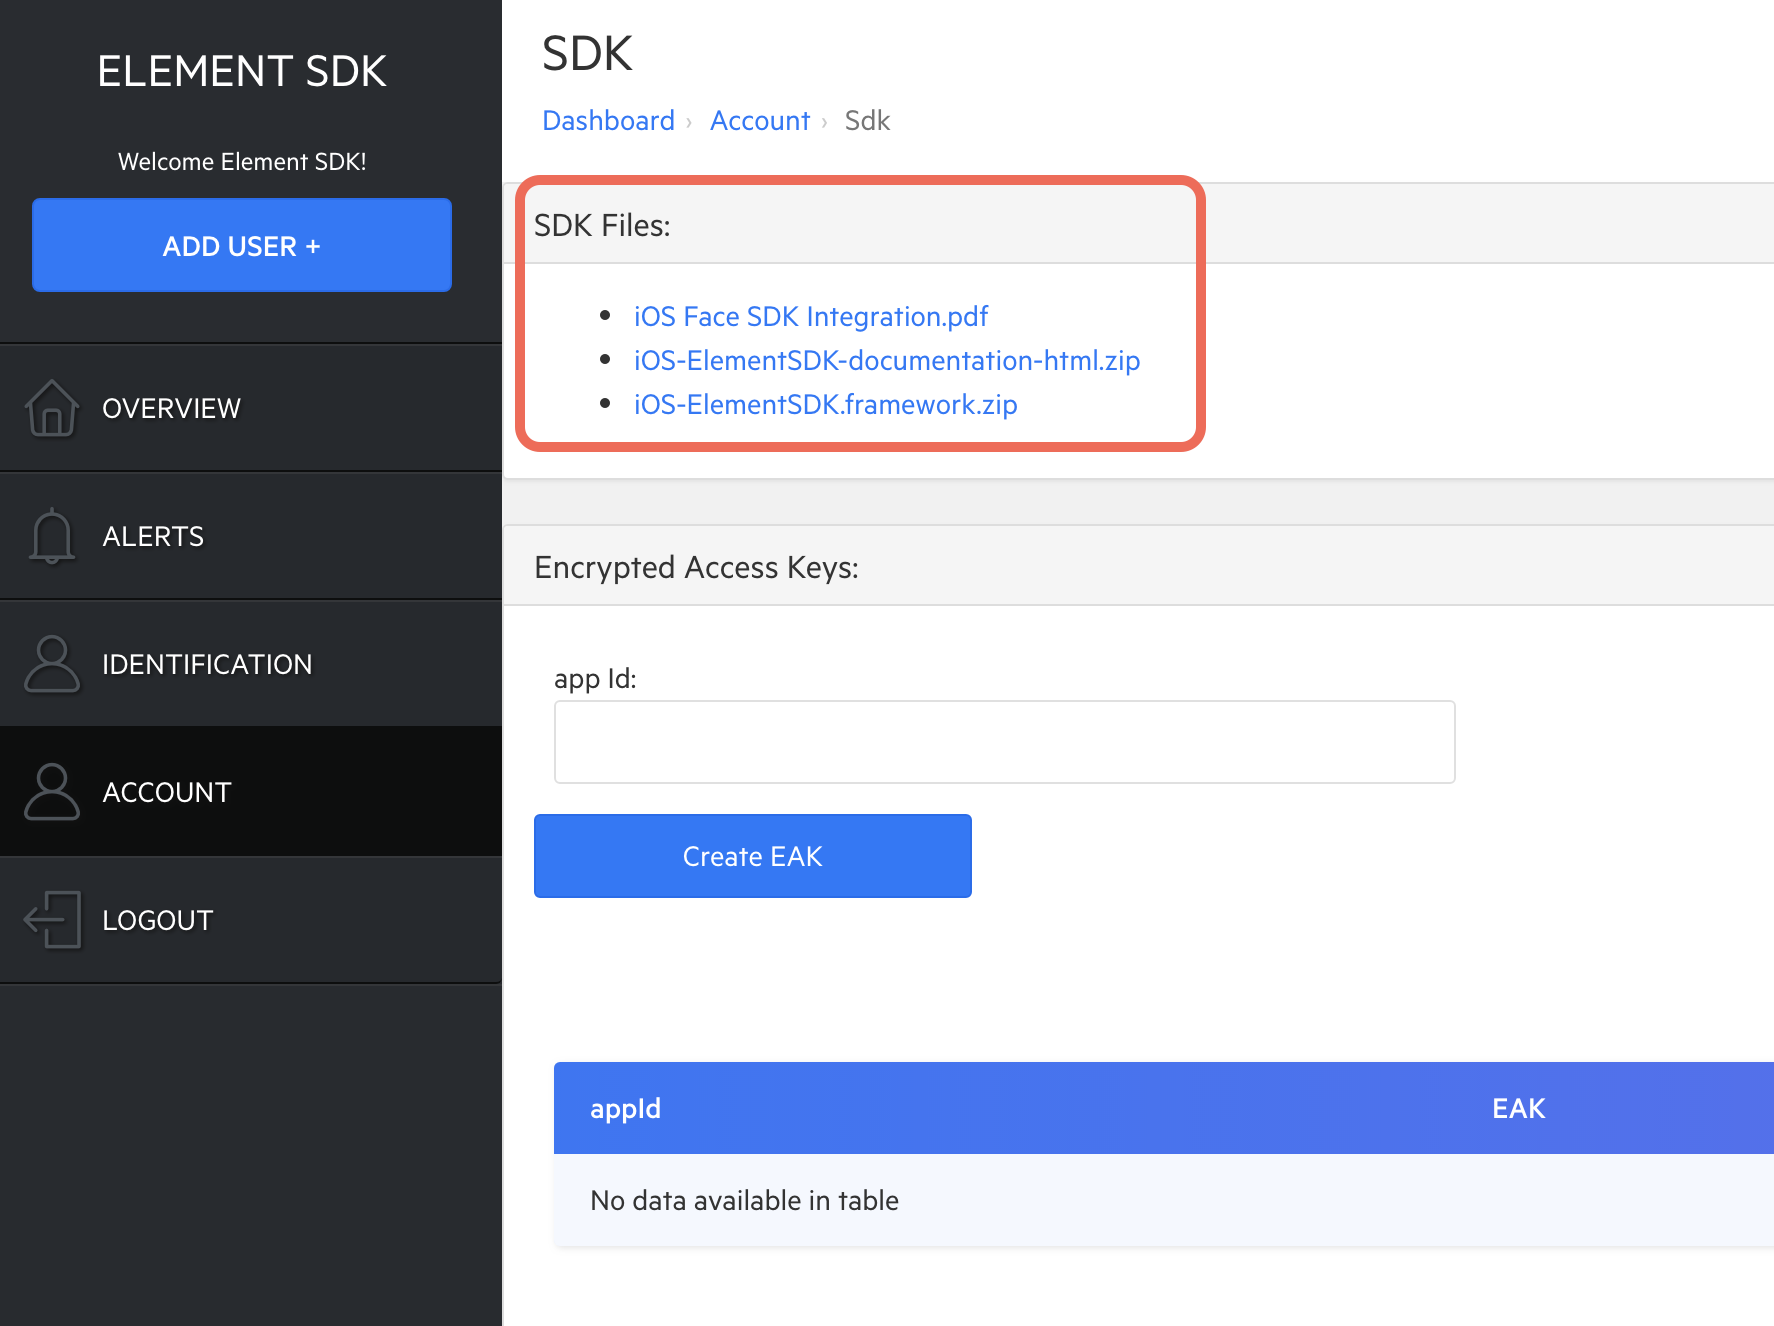 ELEMENT SDK
Welcome Element SDK!
ADD USER +
OVERVIEW
ALERTS
IDENTIFICATION
ACCOUNT
LOGOUT
SDK
Dashboard › Account › Sdk
SDK Files:
• iOS Face SDK Integration.pdf
• iOS-ElementSDK-documentation-html.zip
• iOS-ElementSDK.framework.zip
Encrypted Access Keys:
app Id:
Create EAK
appId EAK
No data available in table